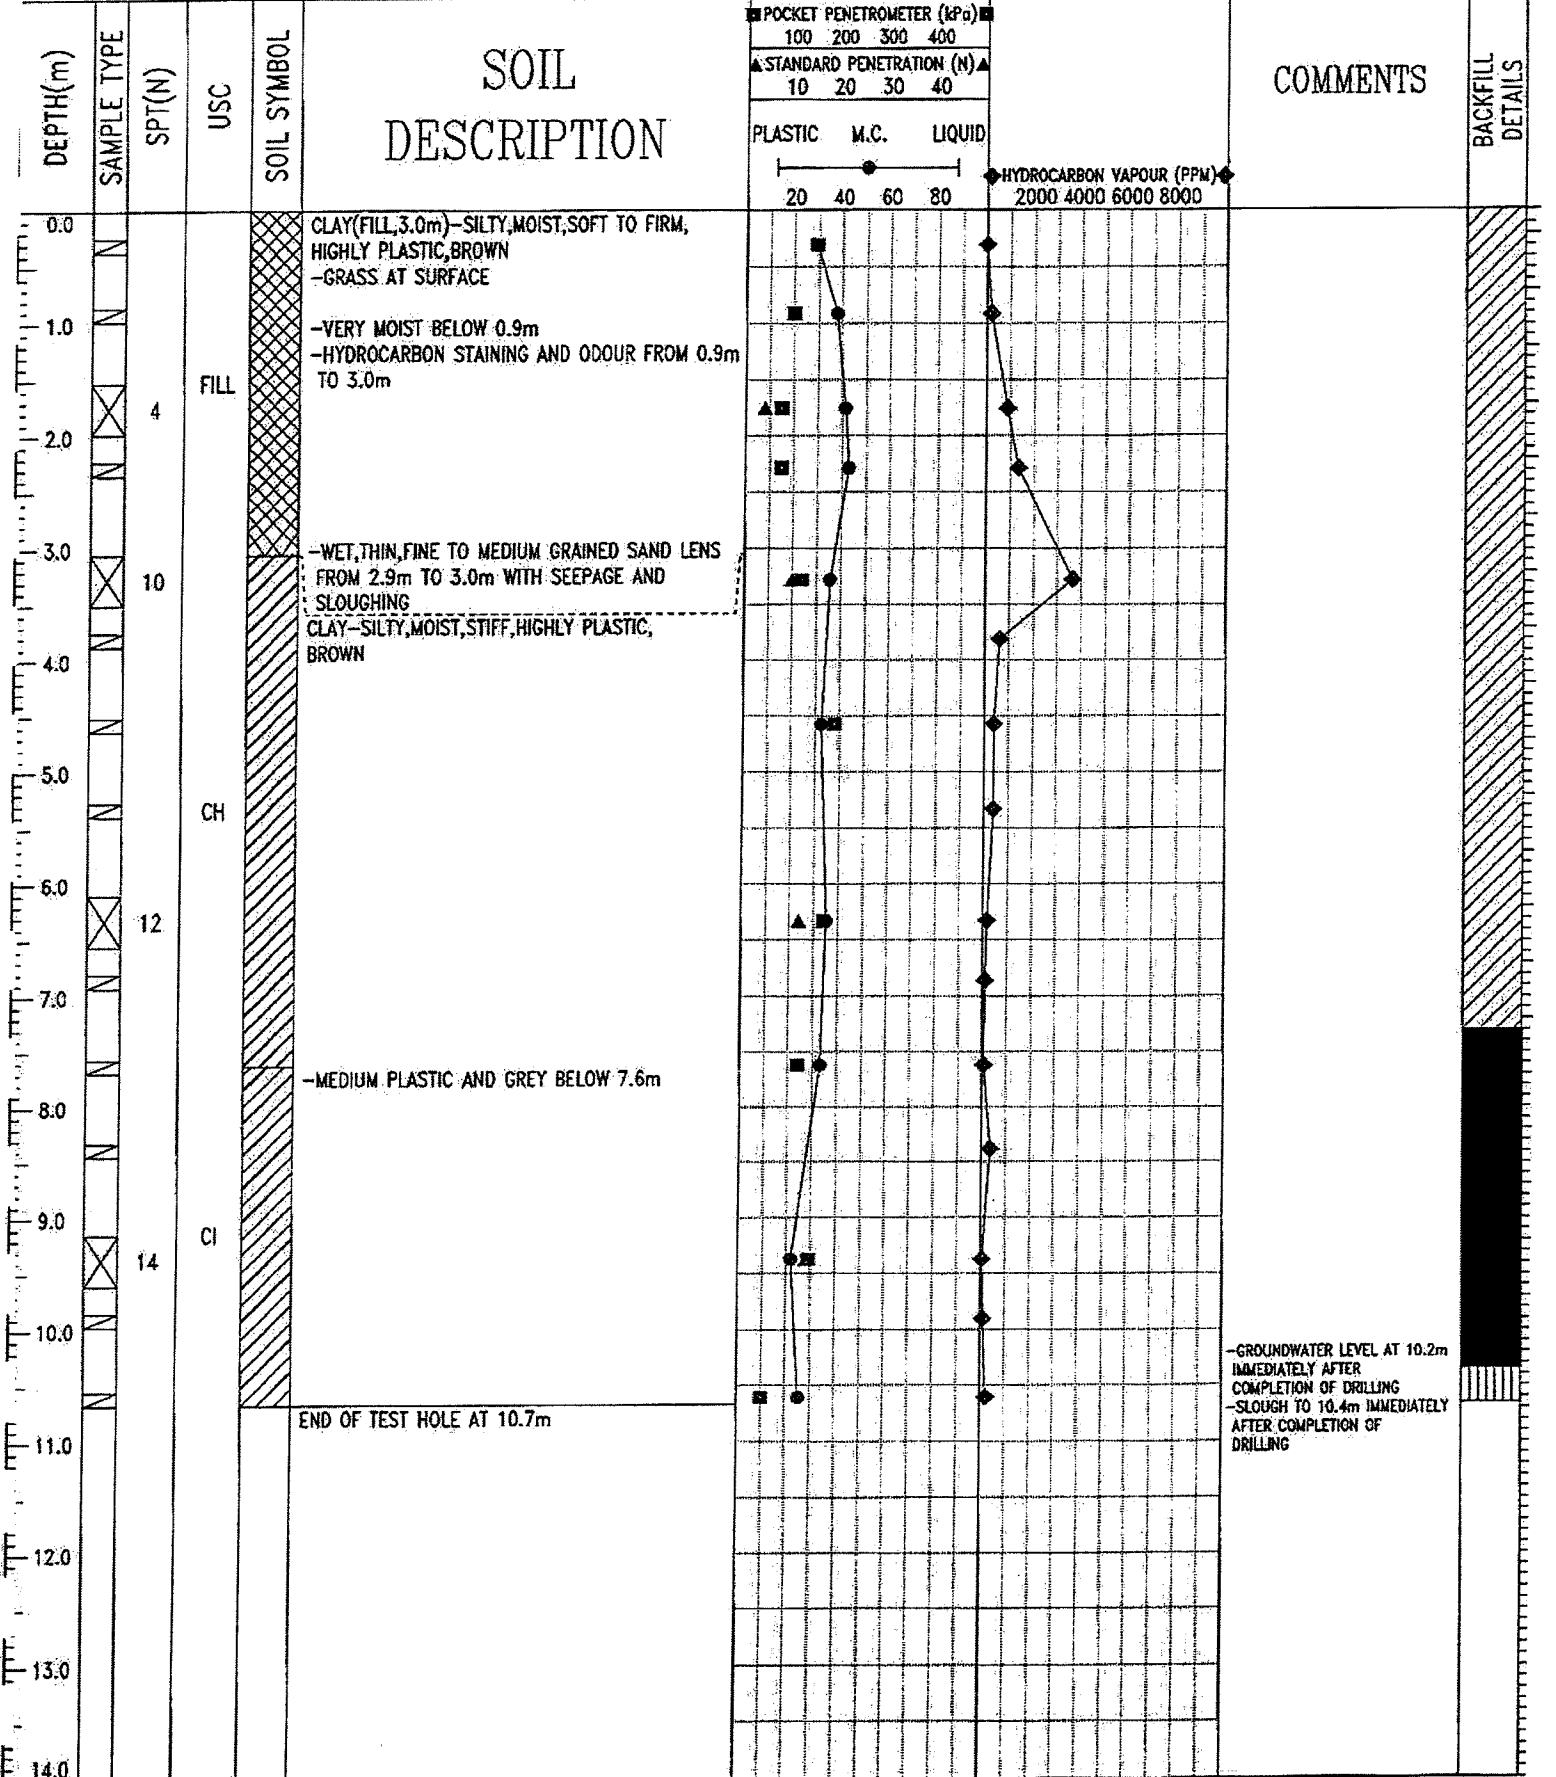 DEPTH(m)
SAMPLE TYPE
SPT(N)
USC
SOIL SYMBOL
SOIL
DESCRIPTION
POCKET PENETROMETER (kPa)
100 200 300 400
STANDARD PENETRATION (N)
10 20 30 40
PLASTIC M.C. LIQUID
20 40 60 80
HYDROCARBON VAPOUR (PPM)
2000 4000 6000 8000
COMMENTS
BACKFILL
DETAILS
0.0
CLAY(FILL,3.0m)-SILTY,MOIST,SOFT TO FIRM,
HIGHLY PLASTIC,BROWN
-GRASS AT SURFACE
1.0
-VERY MOIST BELOW 0.9m
-HYDROCARBON STAINING AND ODOUR FROM 0.9m
TO 3.0m
FILL
4
2.0
3.0
-WET,THIN,FINE TO MEDIUM GRAINED SAND LENS
FROM 2.9m TO 3.0m WITH SEEPAGE AND
SLOUGHING
10
CLAY-SILTY,MOIST,STIFF,HIGHLY PLASTIC,
BROWN
4.0
5.0
CH
6.0
12
7.0
-MEDIUM PLASTIC AND GREY BELOW 7.6m
8.0
9.0
CI
14
10.0
-GROUNDWATER LEVEL AT 10.2m
IMMEDIATELY AFTER
COMPLETION OF DRILLING
-SLOUGH TO 10.4m IMMEDIATELY
AFTER COMPLETION OF
DRILLING
END OF TEST HOLE AT 10.7m
11.0
12.0
13.0
14.0